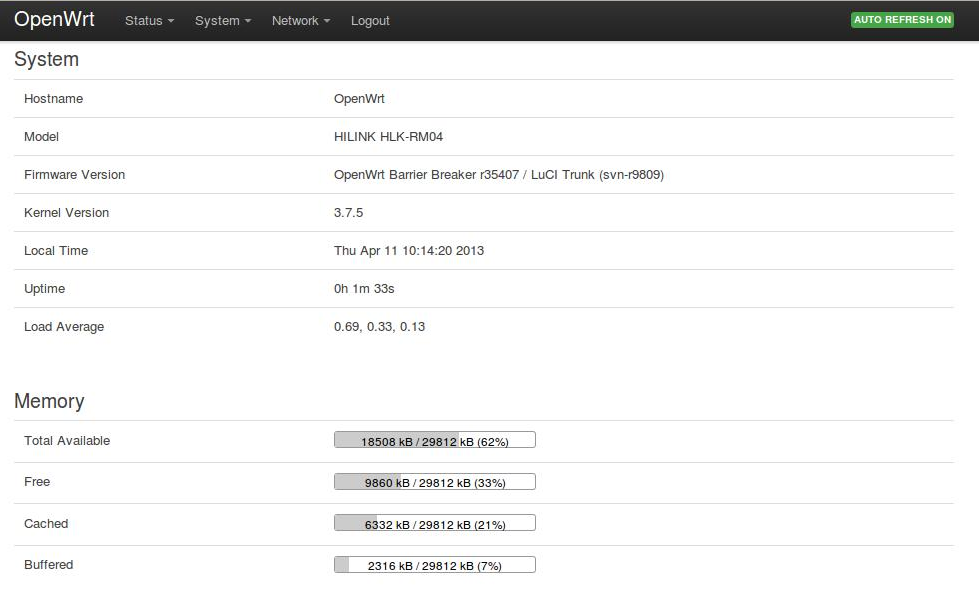 OpenWrt Status System Network Logout AUTO REFRESH ON
System
Hostname OpenWrt
Model HILINK HLK-RM04
Firmware Version OpenWrt Barrier Breaker r35407 / LuCI Trunk (svn-r9809)
Kernel Version 3.7.5
Local Time Thu Apr 11 10:14:20 2013
Uptime 0h 1m 33s
Load Average 0.69, 0.33, 0.13
Memory
Total Available 18508 kB / 29812 kB (62%)
Free 9860 kB / 29812 kB (33%)
Cached 6332 kB / 29812 kB (21%)
Buffered 2316 kB / 29812 kB (7%)